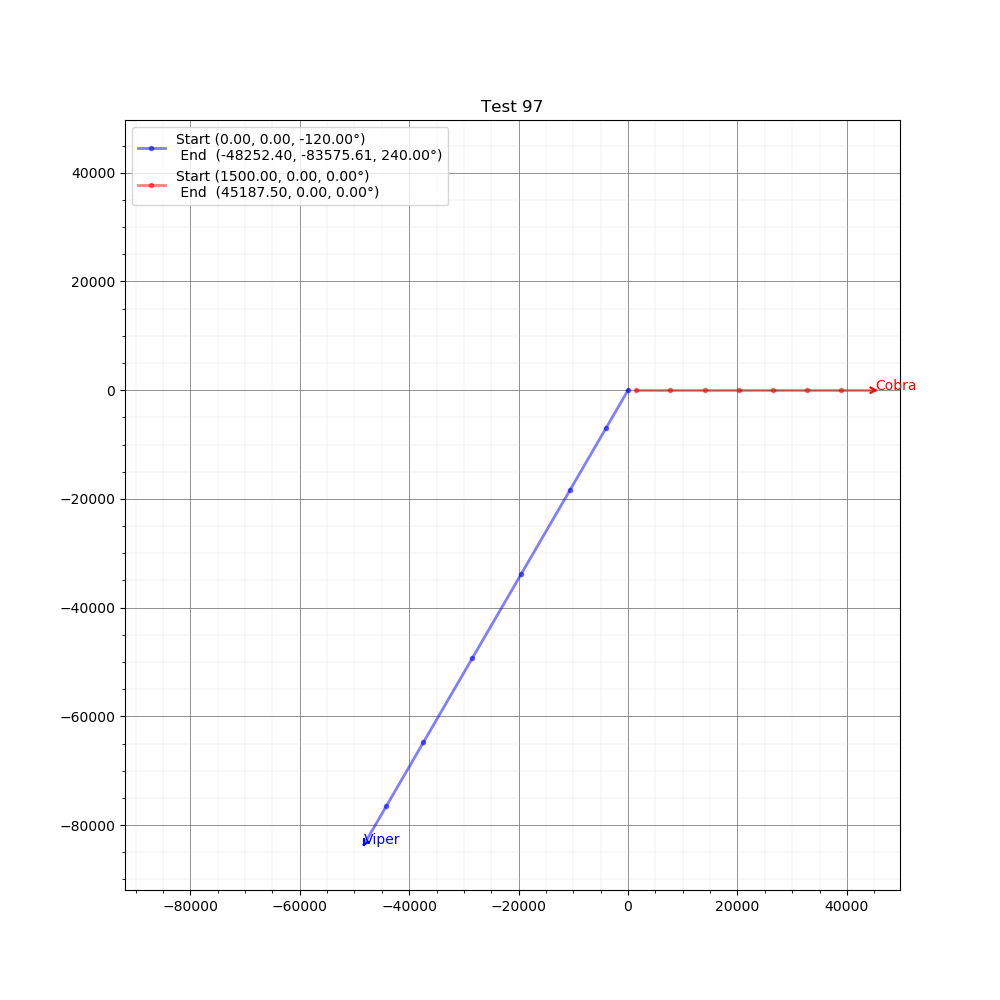 Test 97
Start (0.00, 0.00, -120.00°)
End (-48252.40, -83575.61, 240.00°)
Start (1500.00, 0.00, 0.00°)
End (45187.50, 0.00, 0.00°)
40000
20000
0
−20000
−40000
−60000
−80000
Cobra
Viper
−80000
−60000
−40000
−20000
0
20000
40000